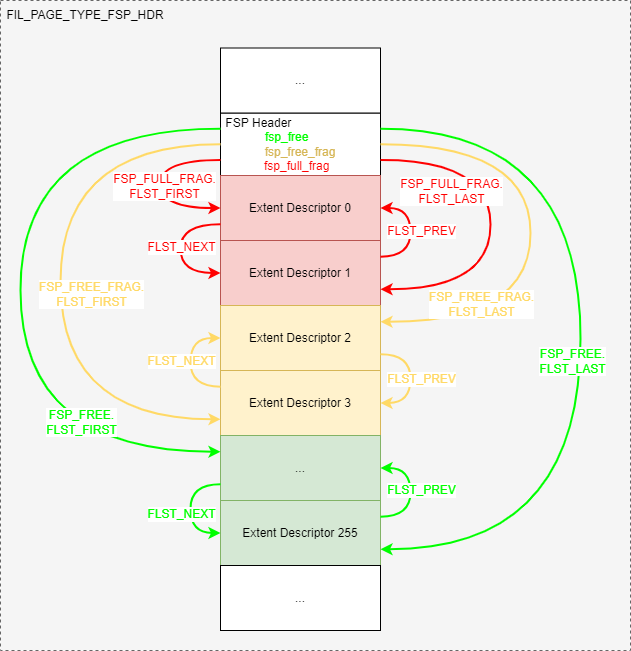 FIL_PAGE_TYPE_FSP_HDR
...
FSP Header
fsp_free
fsp_free_frag
fsp_full_frag
FSP_FULL_FRAG.
FLST_FIRST
FSP_FULL_FRAG.
FLST_LAST
Extent Descriptor 0
FLST_NEXT
FLST_PREV
Extent Descriptor 1
FSP_FREE_FRAG.
FLST_FIRST
FSP_FREE_FRAG.
FLST_LAST
Extent Descriptor 2
FLST_NEXT
FLST_PREV
FSP_FREE.
FLST_LAST
Extent Descriptor 3
FSP_FREE.
FLST_FIRST
...
FLST_NEXT
FLST_PREV
Extent Descriptor 255
...